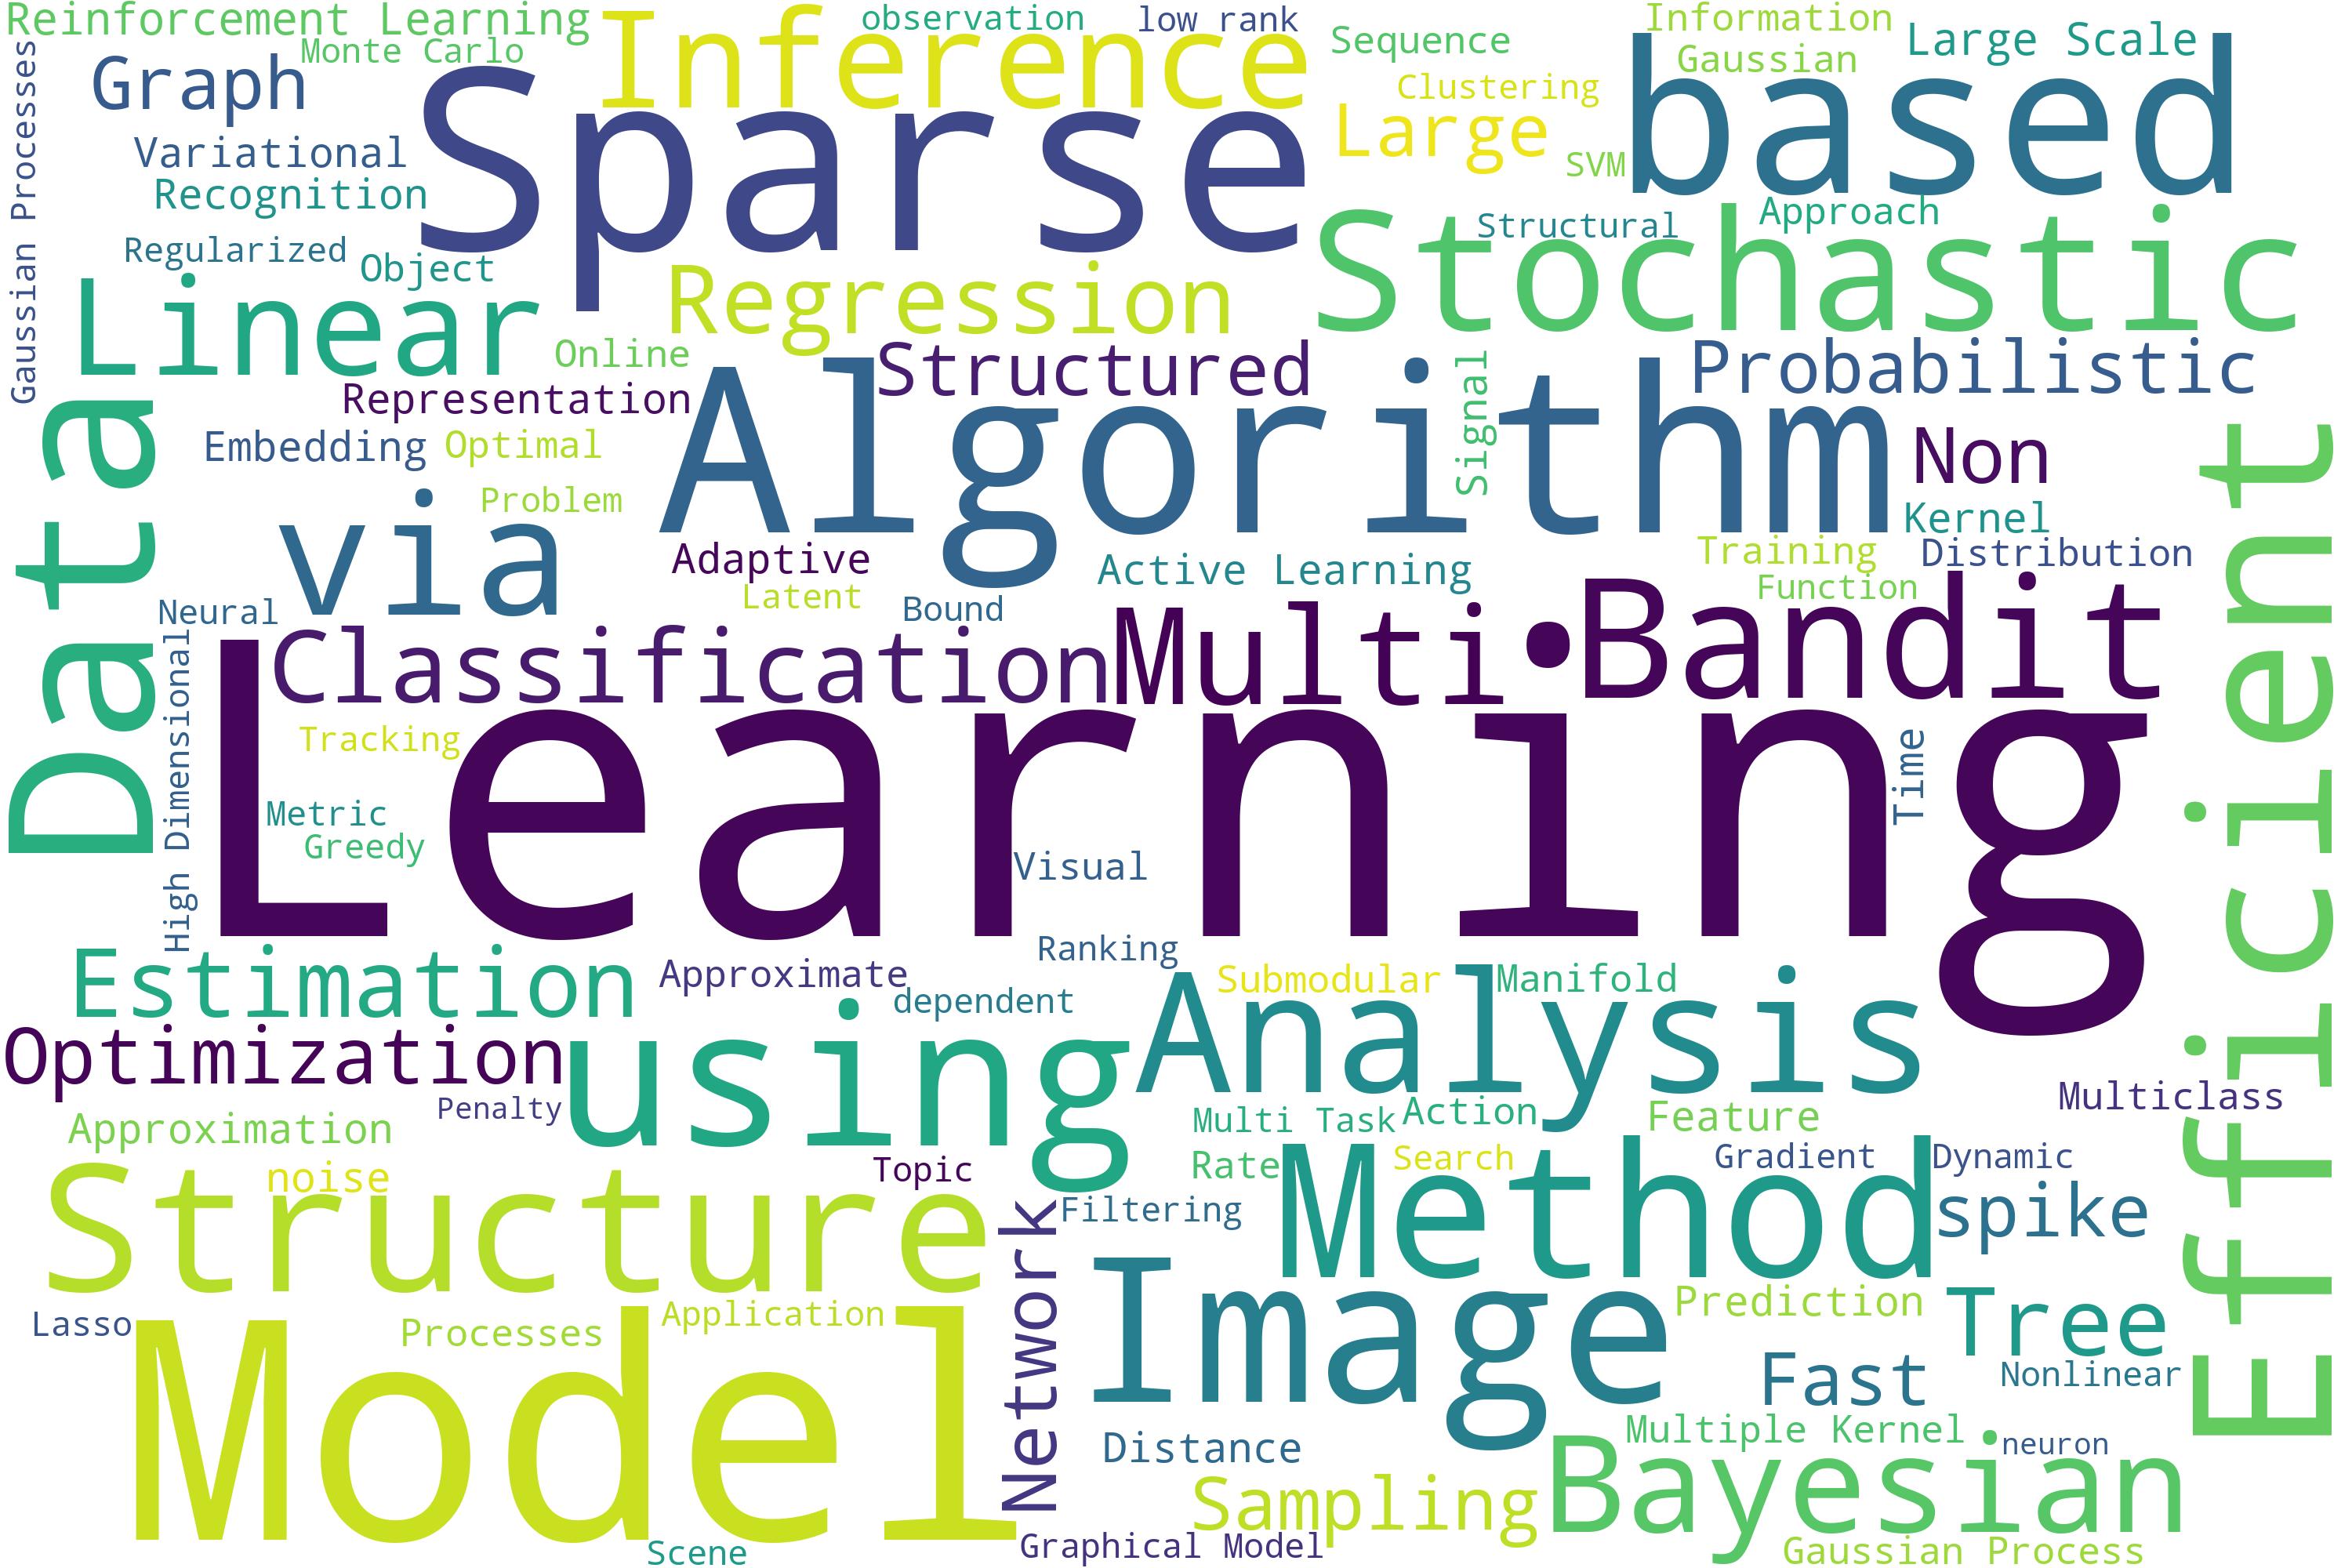 Reinforcement Learning
Monte Carlo
Inference
observation
low rank
Sequence
Information
Gaussian
Large Scale
Graph
Gaussian Processes
Sparse
Clustering
Large
based
SVM
Variational
Recognition
Structural
Approach
Stochastic
Regularized
Object
Linear
Regression
Online
Structured
Signal
Probabilistic
Representation
Data
Algorithm
Non
Embedding
Optimal
Efficient
via
Problem
Kernel
Adaptive
Active Learning
Training
Distribution
Latent
Function
Neural
Bound
Classification
Multi
Bandit
High Dimensional
Learning
Tracking
Time
Metric
Greedy
Visual
Ranking
Estimation
Approximate
Submodular
Manifold
dependent
Analysis
Optimization
using
Penalty
Multi Task
Action
Feature
Multiclass
Approximation
noise
Topic
Rate
Search
Gradient
Dynamic
Structure
Method
Network
Filtering
spike
Image
Lasso
Processes
Application
Prediction
Tree
Model
Fast
Nonlinear
Distance
Multiple Kernel
neuron
Sampling
Bayesian
Scene
Graphical Model
Gaussian Process